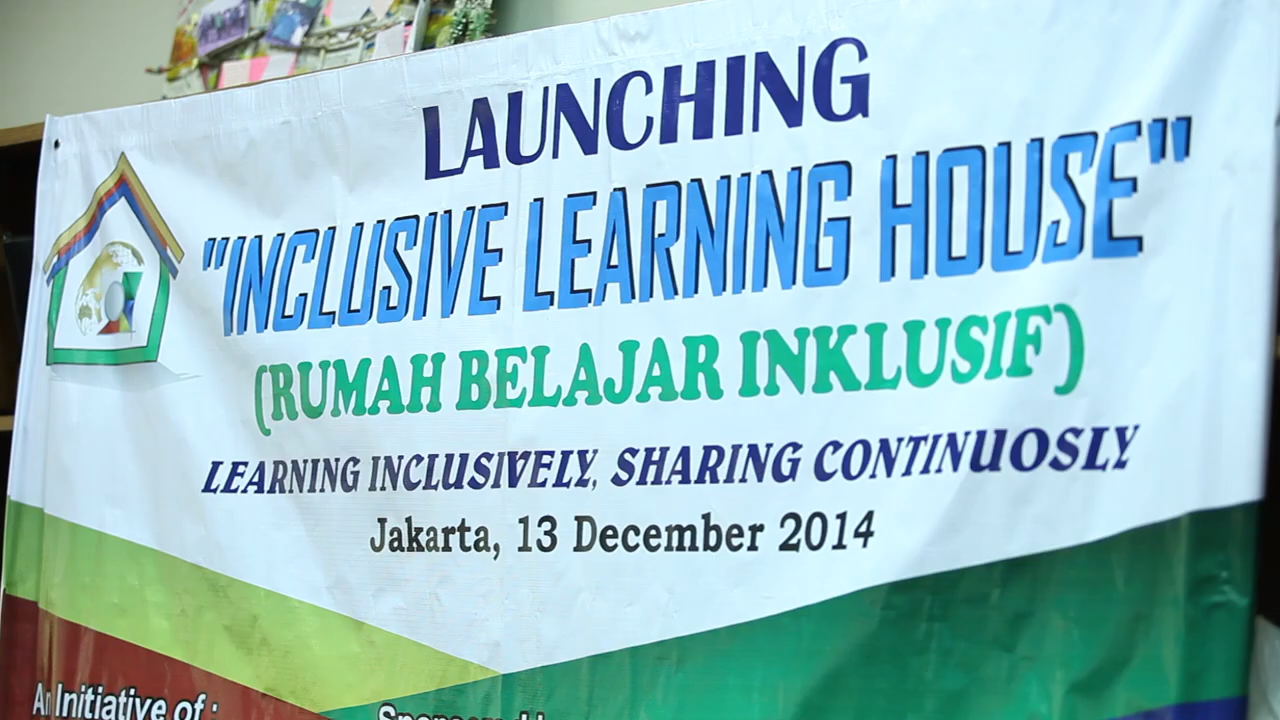 LAUNCHING
"INCLUSIVE LEARNING HOUSE"
(RUMAH BELAJAR INKLUSIF)
LEARNING INCLUSIVELY, SHARING CONTINUOSLY
Jakarta, 13 December 2014
An Initiative of :